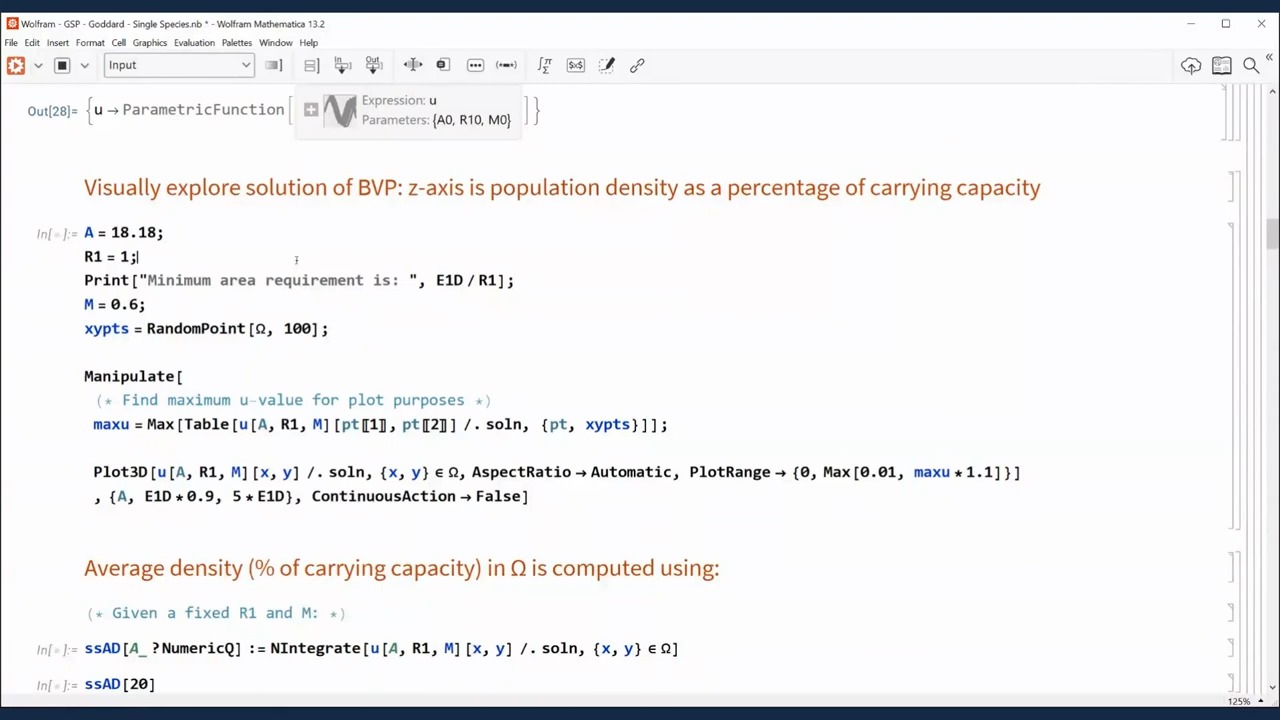 Wolfram - GSP - Goddard - Single Species.nb * - Wolfram Mathematica 13.2
File Edit Insert Format Cell Graphics Evaluation Palettes Window Help
Input
In[] Out[]
Out[28]= {u → ParametricFunction[ Expression: u
Parameters: {A0, R10, M0} ]}
Visually explore solution of BVP: z-axis is population density as a percentage of carrying capacity
In[ ]:= A = 18.18;
R1 = 1;
Print["Minimum area requirement is: ", E1D / R1];
M = 0.6;
xypts = RandomPoint[Ω, 100];
Manipulate[
(* Find maximum u-value for plot purposes *)
maxu = Max[Table[u[A, R1, M][pt[[1]], pt[[2]]] /. soln, {pt, xypts}]];
Plot3D[u[A, R1, M][x, y] /. soln, {x, y} ∈ Ω, AspectRatio → Automatic, PlotRange → {0, Max[0.01, maxu * 1.1]}]
, {A, E1D * 0.9, 5 * E1D}, ContinuousAction → False]
Average density (% of carrying capacity) in Ω is computed using:
(* Given a fixed R1 and M: *)
In[ ]:= ssAD[A_ ?NumericQ] := NIntegrate[u[A, R1, M][x, y] /. soln, {x, y} ∈ Ω]
In[ ]:= ssAD[20]
125%